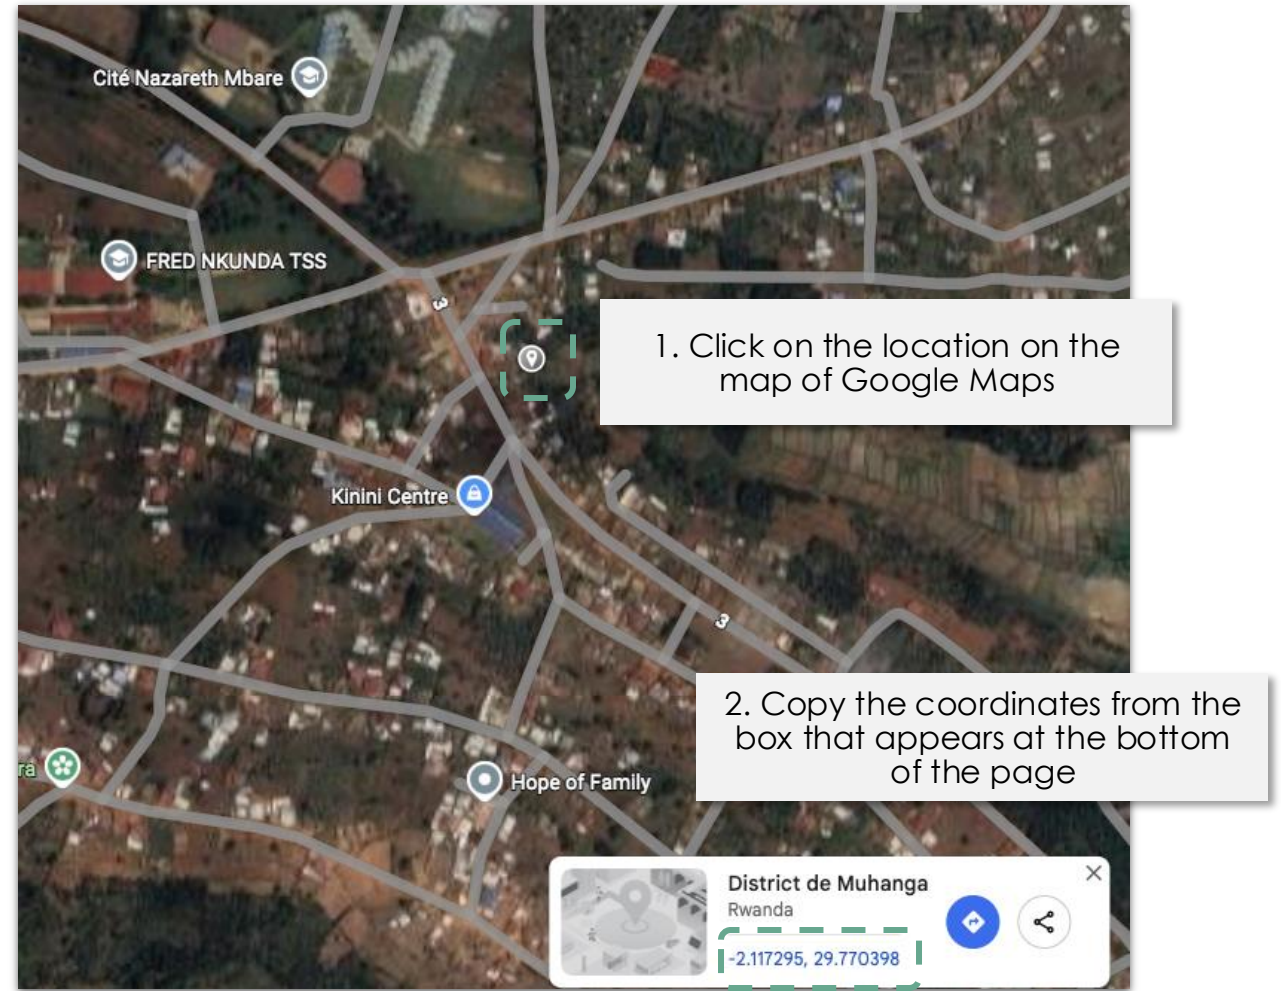 Cité Nazareth Mbare
FRED NKUNDA TSS
3
1. Click on the location on the
map of Google Maps
Kinini Centre
3
2. Copy the coordinates from the
box that appears at the bottom
of the page
ra
Hope of Family
District de Muhanga
Rwanda
-2.117295, 29.770398